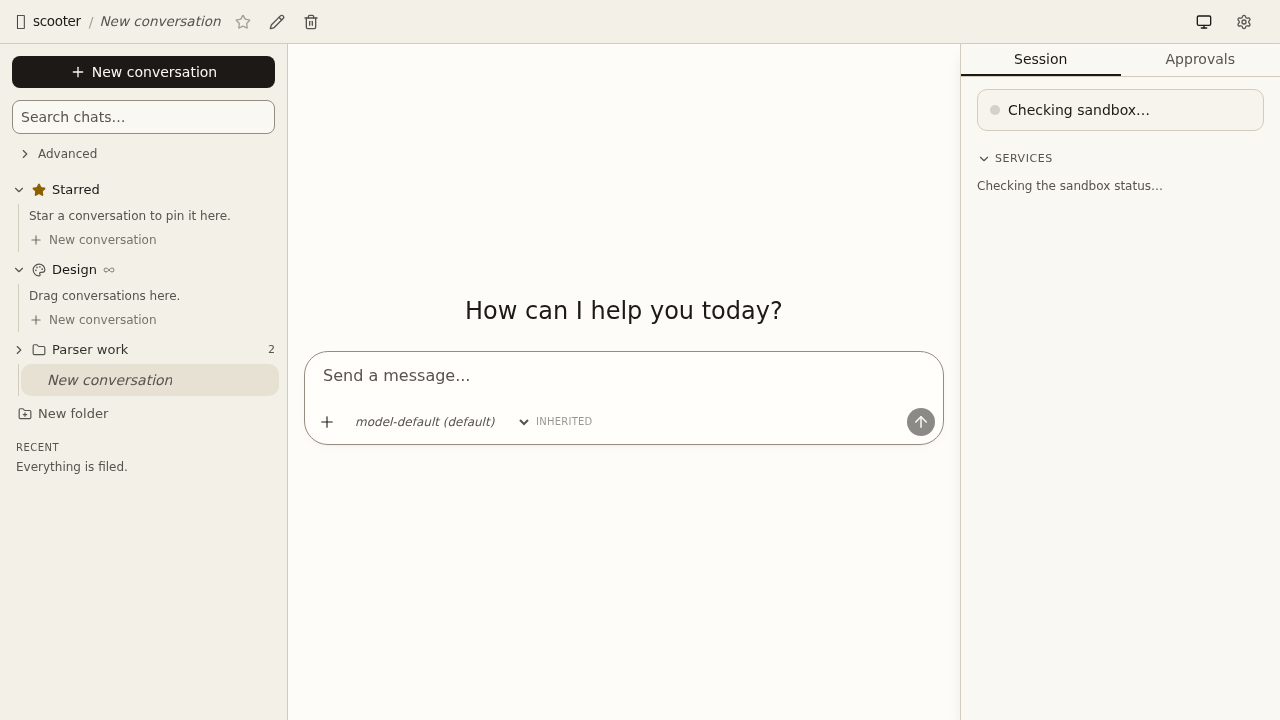 scooter / New conversation
New conversation
Search chats...
Advanced
Starred
Star a conversation to pin it here.
New conversation
Design
Drag conversations here.
New conversation
Parser work 2
New conversation
New folder
RECENT
Everything is filed.
How can I help you today?
Send a message...
model-default (default) INHERITED
Session Approvals
Checking sandbox...
SERVICES
Checking the sandbox status...